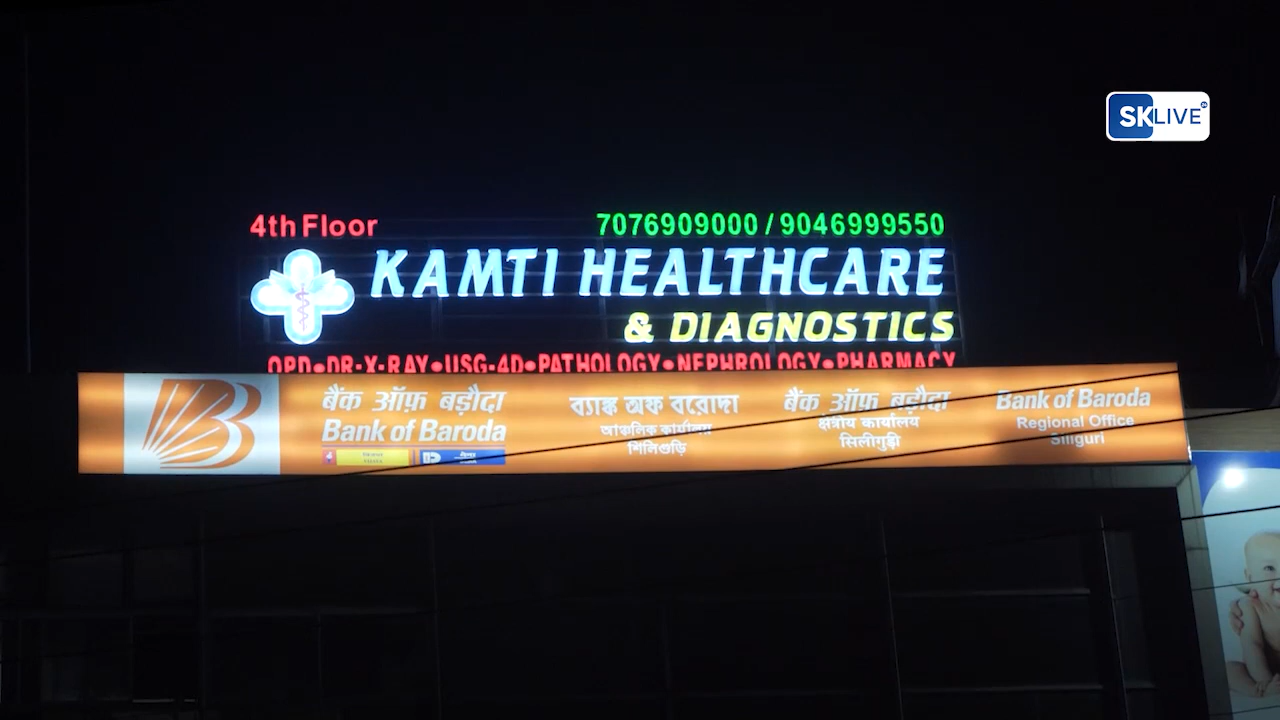 SKLIVE
4th Floor
7076909000 / 9046999550
KAMTI HEALTHCARE
& DIAGNOSTICS
OPD•DR-X-RAY•USG-4D•PATHOLOGY•NEPHROLOGY•PHARMACY
बैंक ऑफ़ बड़ौदा
Bank of Baroda
ব্যাঙ্ক অফ বরোদা
আঞ্চলিক কার্যালয়
শিলিগুড়ি
बैंक ऑफ़ बड़ौदा
क्षेत्रीय कार्यालय
सिलीगुड़ी
Bank of Baroda
Regional Office
Siliguri